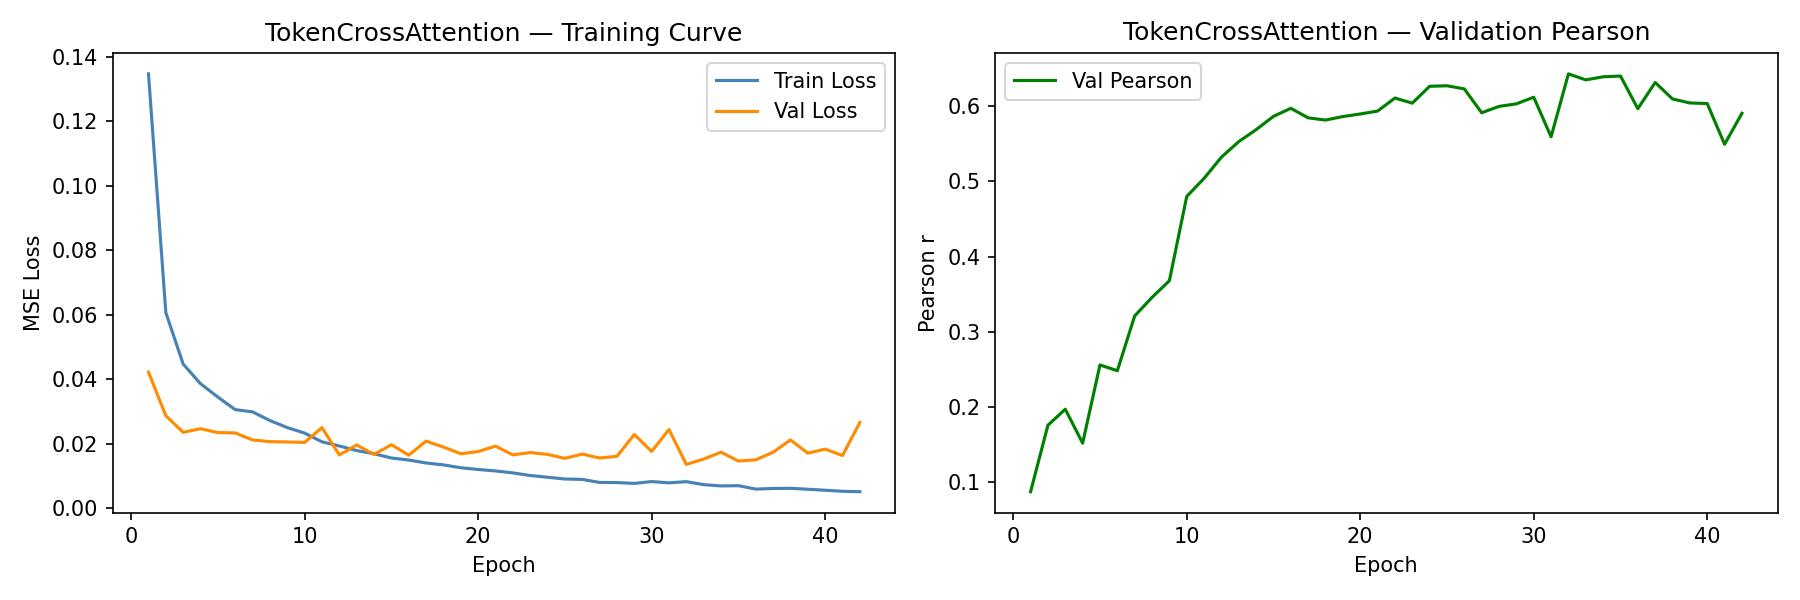 TokenCrossAttention — Training Curve
0.14
0.12
0.10
0.08
0.06
0.04
0.02
0.00
MSE Loss
Train Loss
Val Loss
0 10 20 30 40
Epoch
TokenCrossAttention — Validation Pearson
0.6
0.5
0.4
0.3
0.2
0.1
Pearson r
Val Pearson
0 10 20 30 40
Epoch